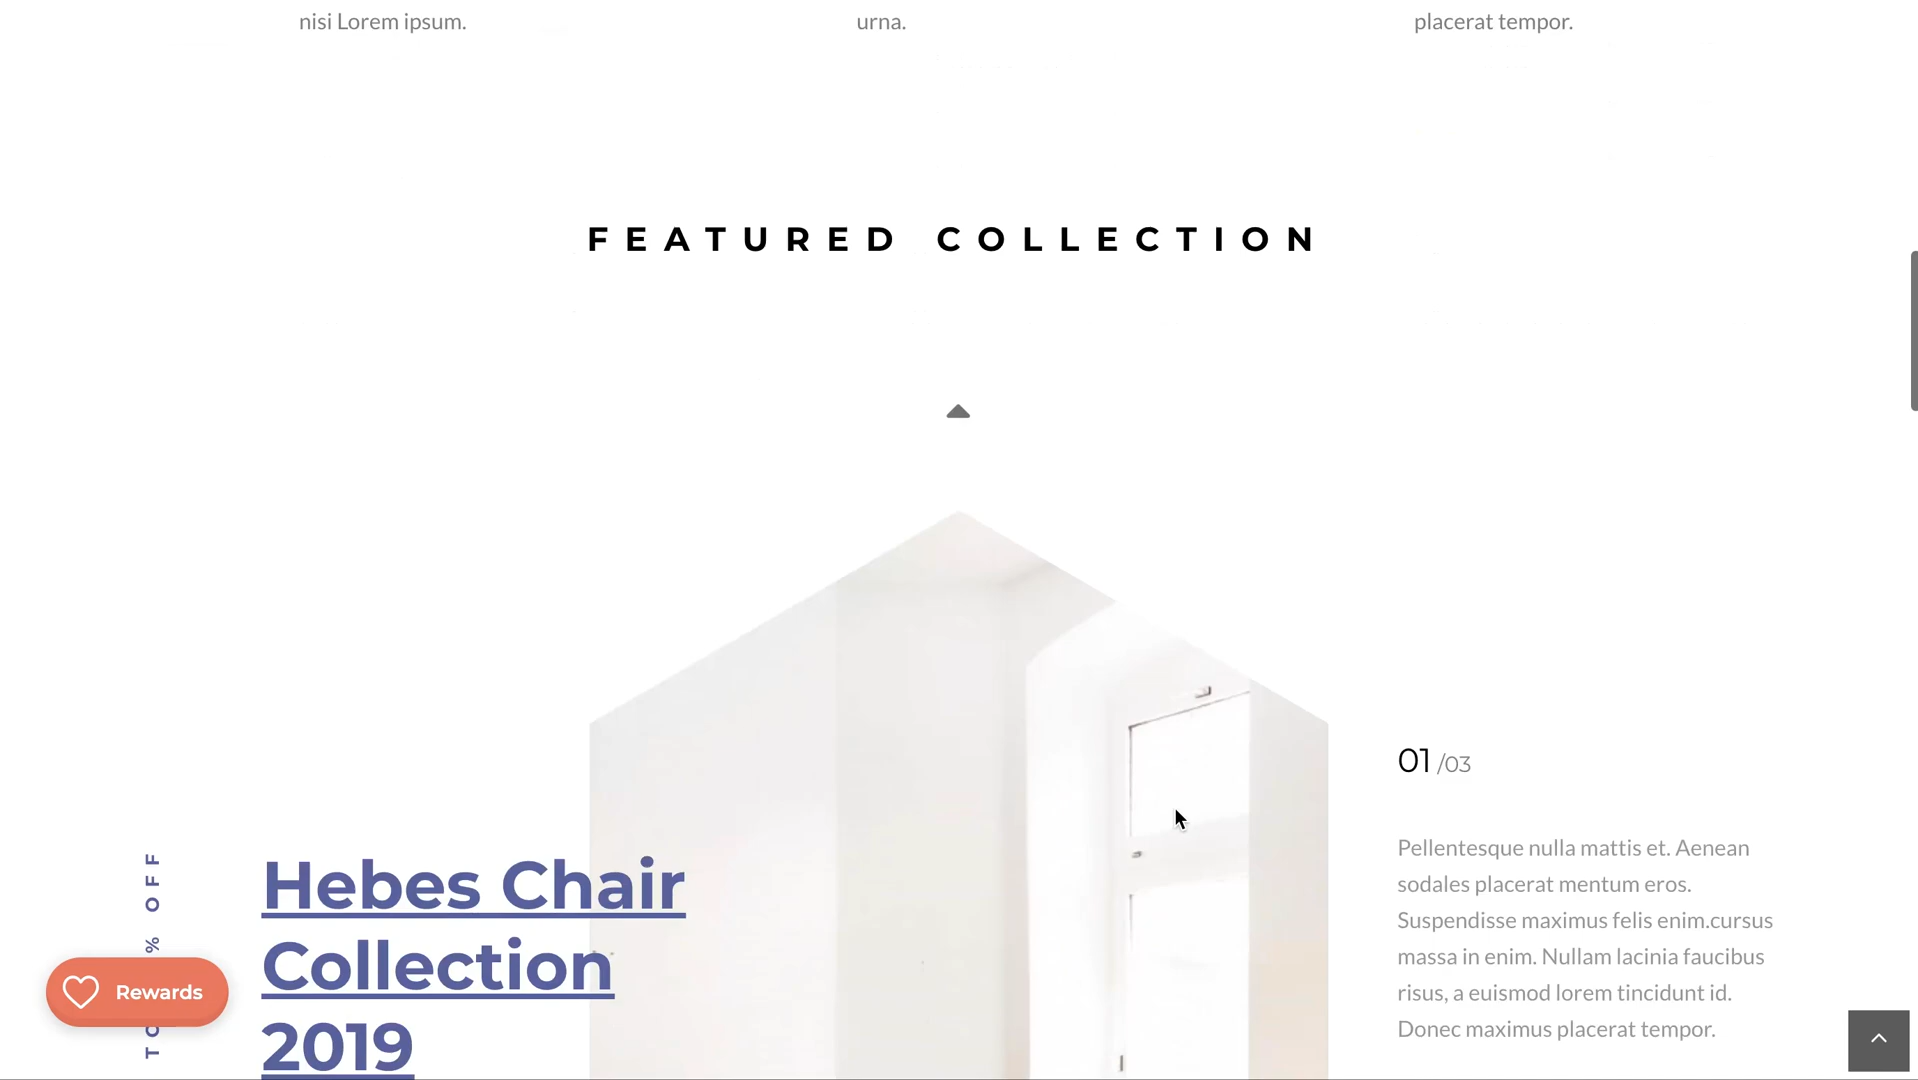 nisi Lorem ipsum.
urna.
placerat tempor.
FEATURED COLLECTION
01 /03
Hebes Chair
Collection
2019
Pellentesque nulla mattis et. Aenean
sodales placerat mentum eros.
Suspendisse maximus felis enim.cursus
massa in enim. Nullam lacinia faucibus
risus, a euismod lorem tincidunt id.
Donec maximus placerat tempor.
% OFF
Rewards